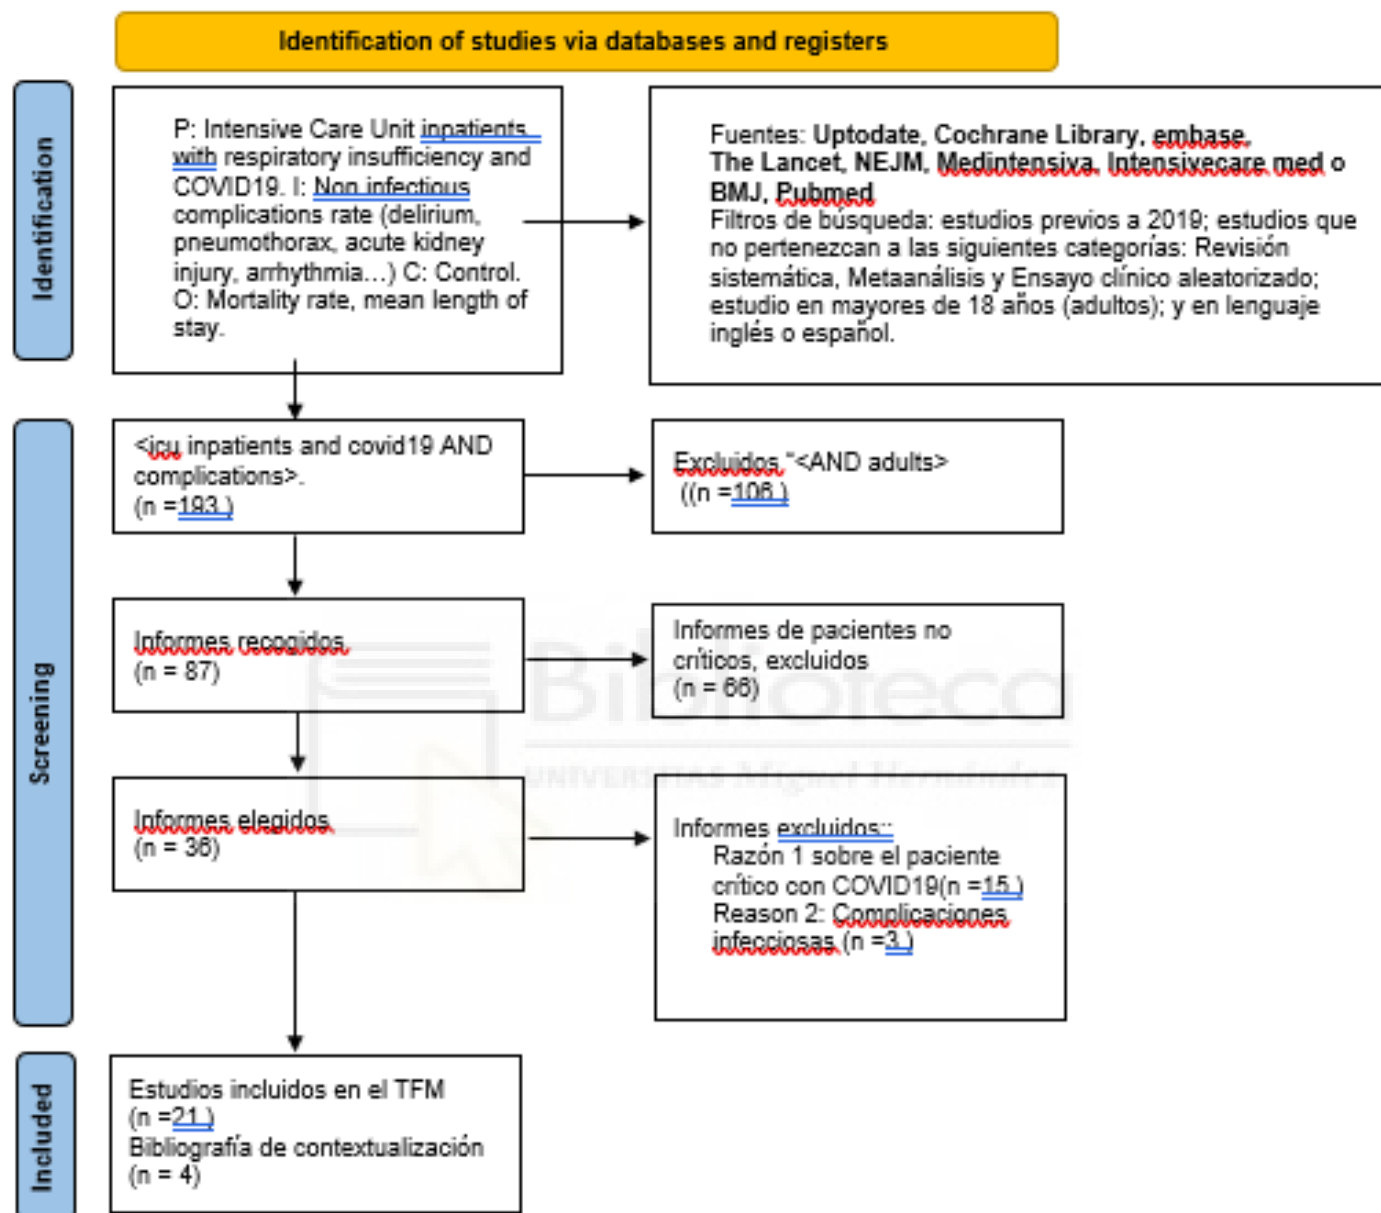 Identification of studies via databases and registers
Identification
P: Intensive Care Unit inpatients
with respiratory insufficiency and
COVID19. I: Non infectious
complications rate (delirium,
pneumothorax, acute kidney
injury, arrhythmia...) C: Control.
O: Mortality rate, mean length of
stay.
Fuentes: Uptodate, Cochrane Library, embase,
The Lancet, NEJM, Medintensiva, Intensivecare med o
BMJ, Pubmed
Filtros de búsqueda: estudios previos a 2019; estudios que
no pertenezcan a las siguientes categorías: Revisión
sistemática, Metaanálisis y Ensayo clínico aleatorizado;
estudio en mayores de 18 años (adultos); y en lenguaje
inglés o español.
Screening
<icu inpatients and covid19 AND
complications>.
(n =193 )
Excluidos "<AND adults>
((n =106 )
Informes recogidos
(n = 87)
Informes de pacientes no
críticos, excluidos
(n = 66)
Informes elegidos
(n = 36)
Informes excluidos::
Razón 1 sobre el paciente
crítico con COVID19(n =15 )
Reason 2: Complicaciones
infecciosas (n =3 )
Included
Estudios incluidos en el TFM
(n =21 )
Bibliografía de contextualización
(n = 4)
Biblioteca
UNIVERSITAS Miguel Hernández